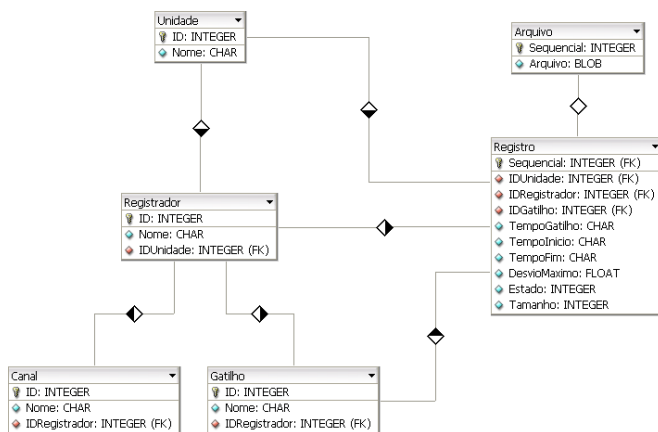 Unidade
ID: INTEGER
Nome: CHAR
Arquivo
Sequencial: INTEGER
Arquivo: BLOB
Registro
Sequencial: INTEGER (FK)
IDUnidade: INTEGER (FK)
IDRegistrador: INTEGER (FK)
IDGatilho: INTEGER (FK)
TempoGatilho: CHAR
TempoInicio: CHAR
TempoFim: CHAR
DesvioMaximo: FLOAT
Estado: INTEGER
Tamanho: INTEGER
Registrador
ID: INTEGER
Nome: CHAR
IDUnidade: INTEGER (FK)
Canal
ID: INTEGER
Nome: CHAR
IDRegistrador: INTEGER (FK)
Gatilho
ID: INTEGER
Nome: CHAR
IDRegistrador: INTEGER (FK)